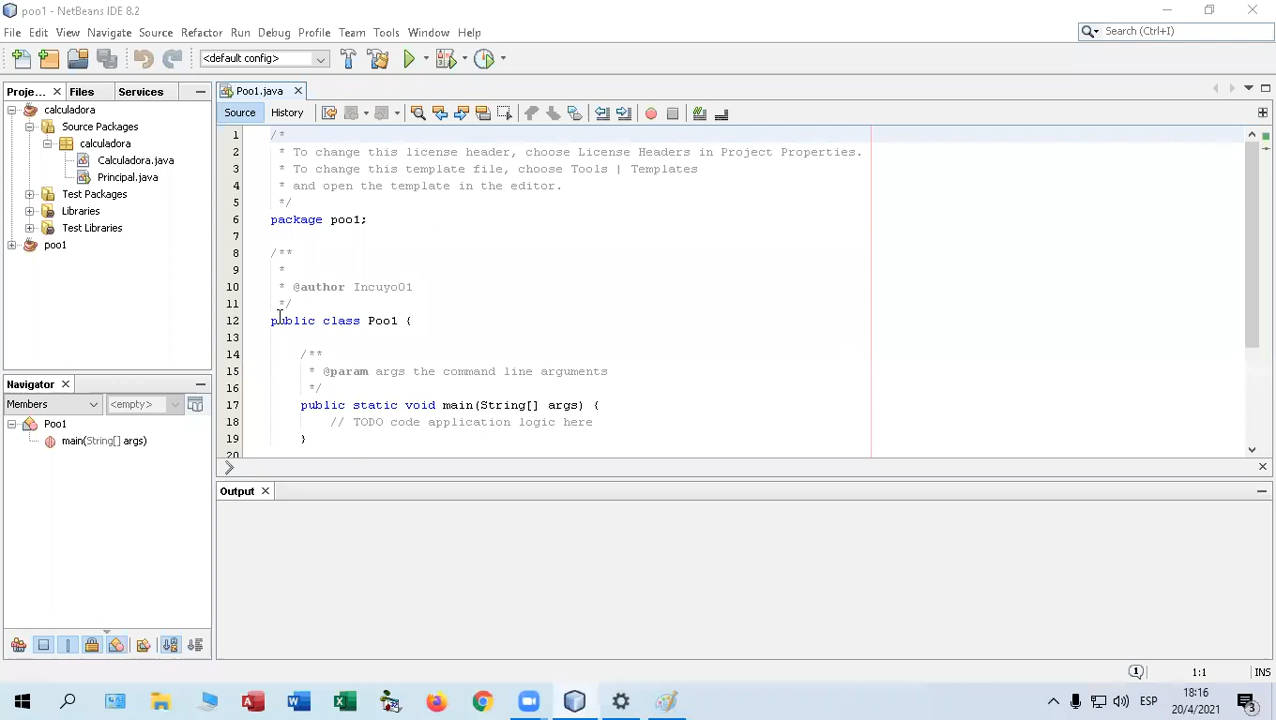 poo1 - NetBeans IDE 8.2
File Edit View Navigate Source Refactor Run Debug Profile Team Tools Window Help
Search (Ctrl+I)
<default config>
Proje... Files Services
Poo1.java
calculadora
Source History
Source Packages
calculadora
Calculadora.java
Principal.java
Test Packages
Libraries
Test Libraries
poo1
1 /*
2 * To change this license header, choose License Headers in Project Properties.
3 * To change this template file, choose Tools | Templates
4 * and open the template in the editor.
5 */
6 package poo1;
7
8 /**
9 *
10 * @author Incuyo01
11 */
12 public class Poo1 {
13
14 /**
15 * @param args the command line arguments
16 */
17 public static void main(String[] args) {
18 // TODO code application logic here
19 }
20
Navigator
Members <empty>
Poo1
main(String[] args)
Output
1 1:1 INS
ESP
18:16
20/4/2021
3